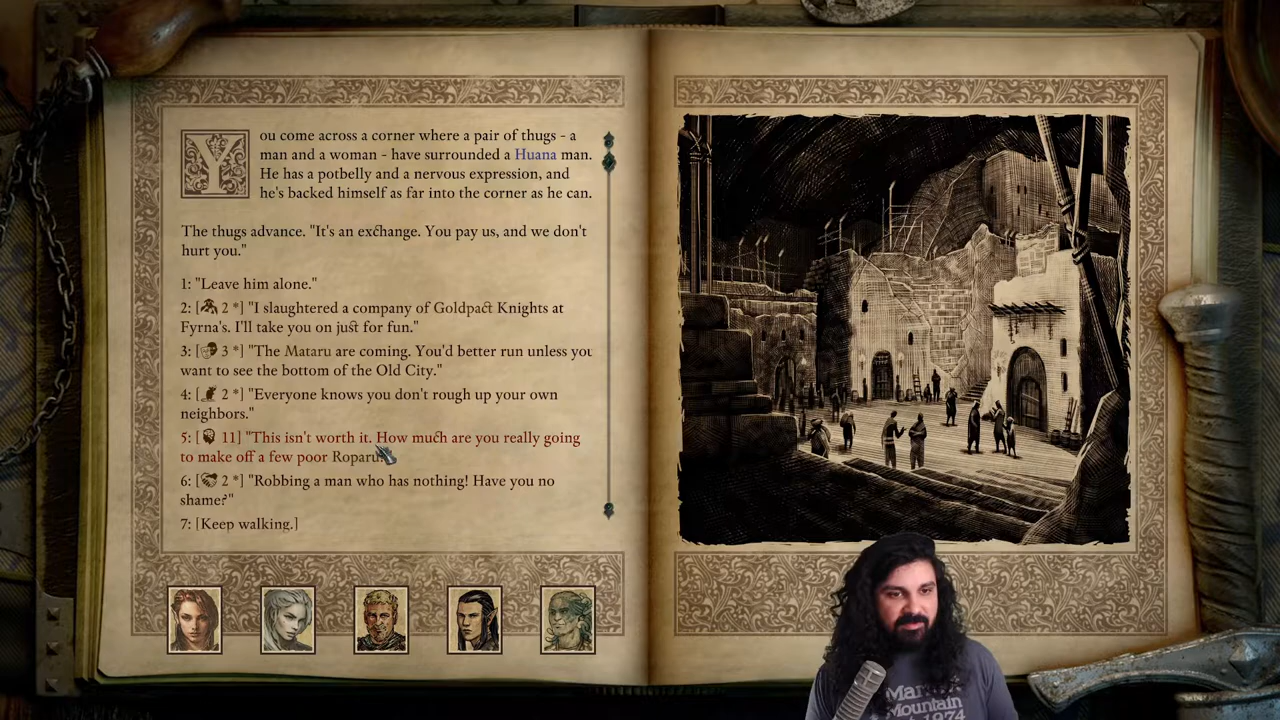 You come across a corner where a pair of thugs - a
man and a woman - have surrounded a Huana man.
He has a potbelly and a nervous expression, and
he's backed himself as far into the corner as he can.
The thugs advance. "It's an exchange. You pay us, and we don't
hurt you."
1: "Leave him alone."
2: [2 *] "I slaughtered a company of Goldpact Knights at
Fyrna's. I'll take you on just for fun."
3: [3 *] "The Mataru are coming. You'd better run unless you
want to see the bottom of the Old City."
4: [2 *] "Everyone knows you don't rough up your own
neighbors."
5: [11] "This isn't worth it. How much are you really going
to make off a few poor
6: [2 *] "Robbing a man who has nothing! Have you no
shame?"
7: [Keep walking.]
Mountain
1974